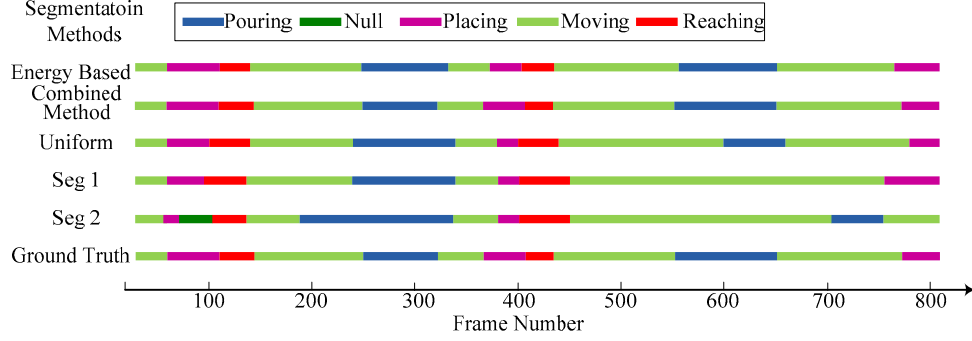 Segmentatoin
Methods
Pouring Null Placing Moving Reaching
Energy Based
Combined
Method
Uniform
Seg 1
Seg 2
Ground Truth
100 200 300 400 500 600 700 800
Frame Number